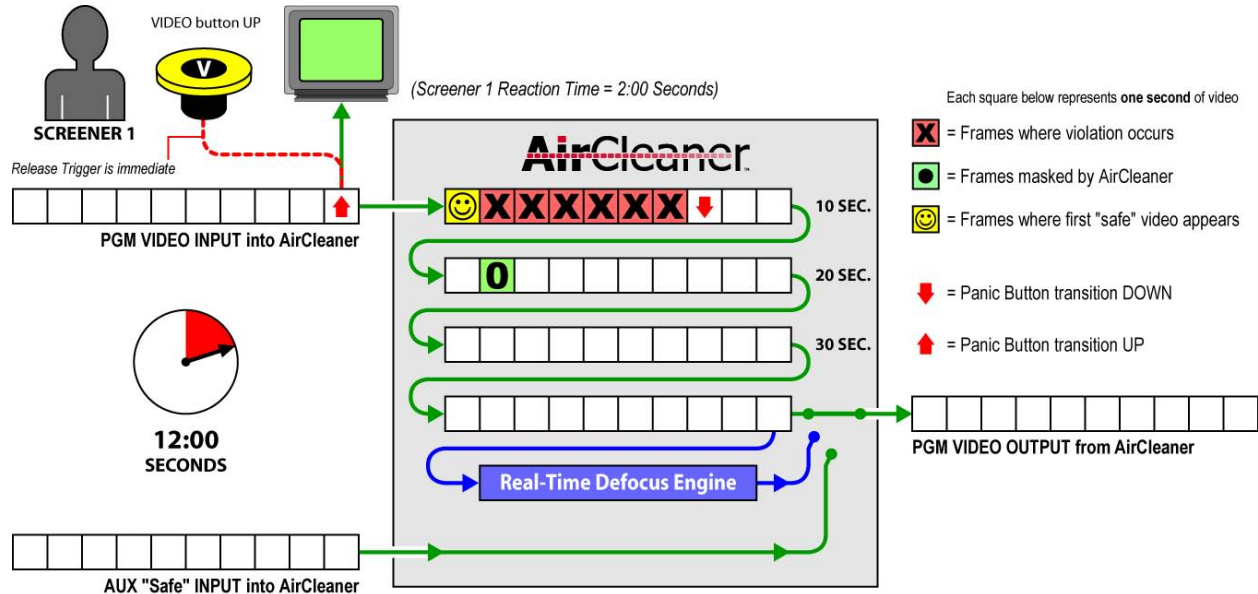 VIDEO button UP
V
SCREENER 1
Release Trigger is immediate
(Screener 1 Reaction Time = 2:00 Seconds)
Each square below represents one second of video
X = Frames where violation occurs
= Frames masked by AirCleaner
= Frames where first "safe" video appears
= Panic Button transition DOWN
= Panic Button transition UP
PGM VIDEO INPUT into AirCleaner
AirCleaner™
X X X X X X
10 SEC.
0
20 SEC.
30 SEC.
12:00
SECONDS
Real-Time Defocus Engine
PGM VIDEO OUTPUT from AirCleaner
AUX "Safe" INPUT into AirCleaner